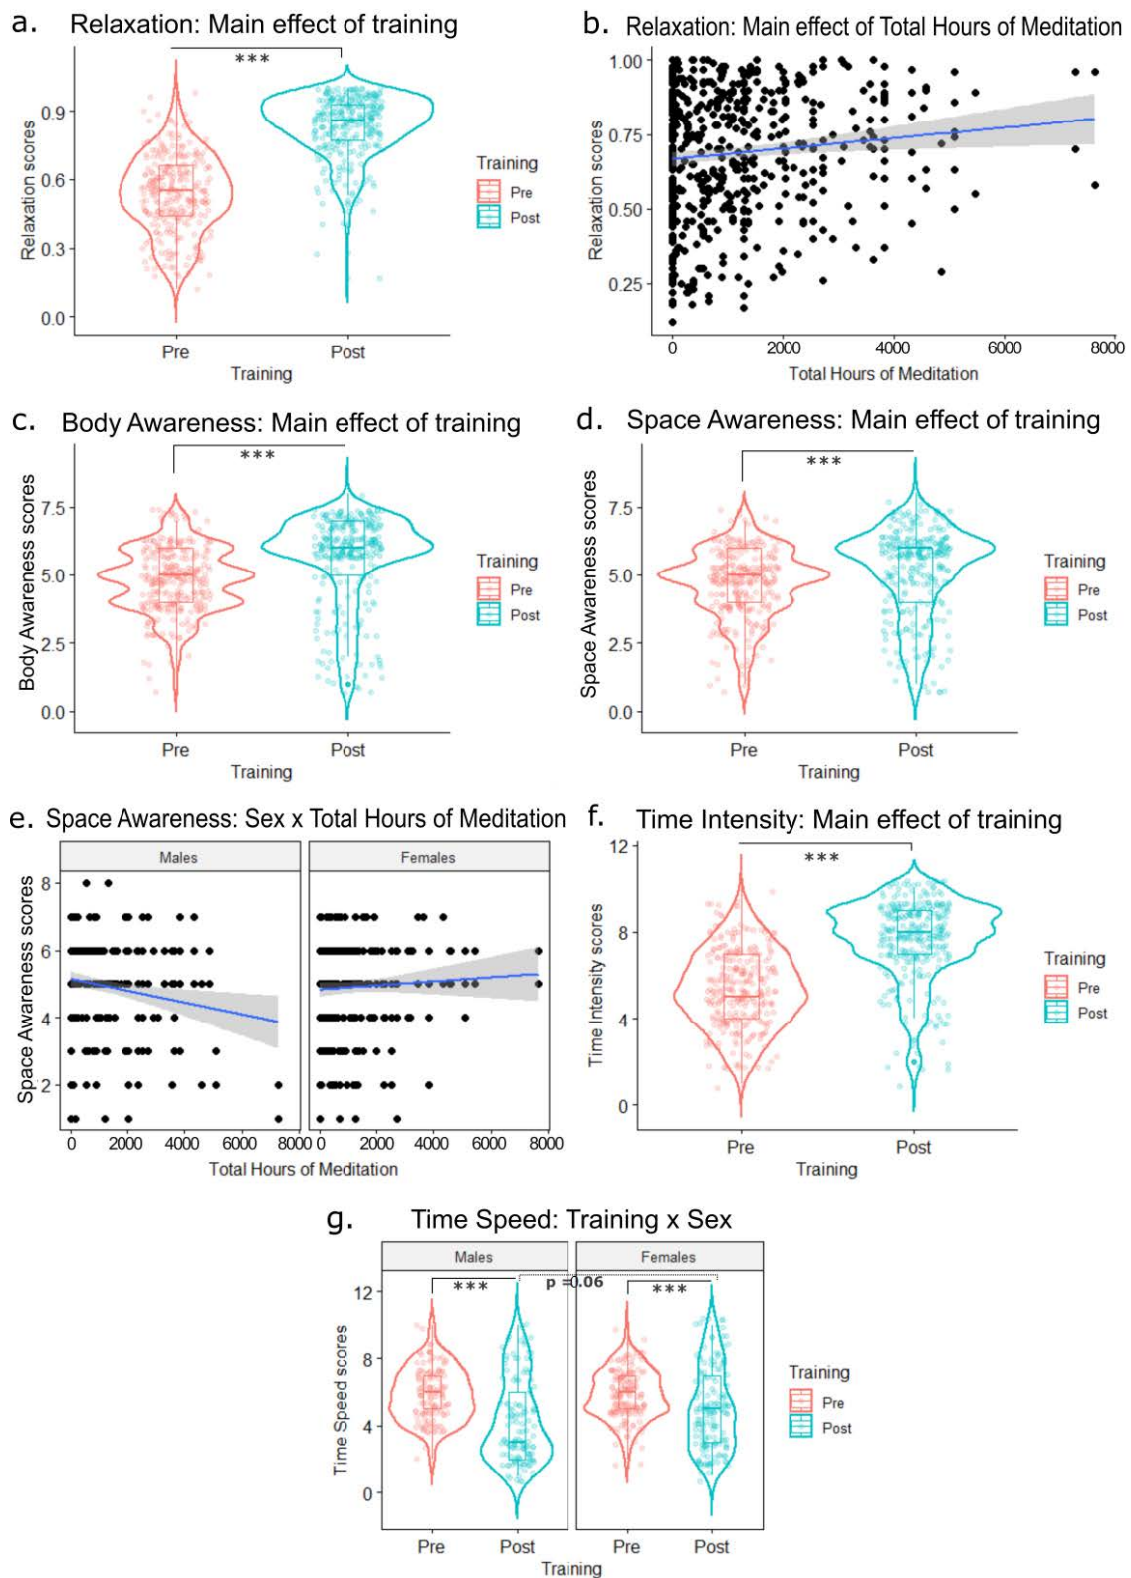 a. Relaxation: Main effect of training
***
Relaxation scores
0.9
0.6
0.3
0.0
Pre
Post
Training
Training
Pre
Post
b. Relaxation: Main effect of Total Hours of Meditation
Relaxation scores
1.00
0.75
0.50
0.25
0
2000
4000
6000
8000
Total Hours of Meditation
c. Body Awareness: Main effect of training
***
Body Awareness scores
7.5
5.0
2.5
0.0
Pre
Post
Training
Training
Pre
Post
d. Space Awareness: Main effect of training
***
Space Awareness scores
7.5
5.0
2.5
0.0
Pre
Post
Training
Training
Pre
Post
e. Space Awareness: Sex x Total Hours of Meditation
Males
Females
Space Awareness scores
8
6
4
2
0
2000
4000
6000
8000
0
2000
4000
6000
8000
Total Hours of Meditation
f. Time Intensity: Main effect of training
***
Time Intensity scores
12
8
4
0
Pre
Post
Training
Training
Pre
Post
g. Time Speed: Training x Sex
Males
Females
***
p =0.06
***
Time Speed scores
12
8
4
0
Pre
Post
Pre
Post
Training
Training
Pre
Post